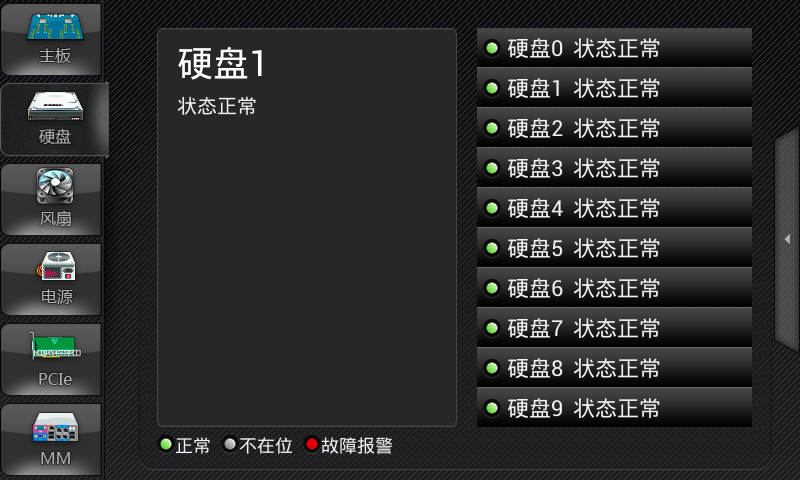 主板
硬盘
风扇
电源
PCIe
MM
硬盘1
状态正常
正常 不在位 故障报警
硬盘0 状态正常
硬盘1 状态正常
硬盘2 状态正常
硬盘3 状态正常
硬盘4 状态正常
硬盘5 状态正常
硬盘6 状态正常
硬盘7 状态正常
硬盘8 状态正常
硬盘9 状态正常